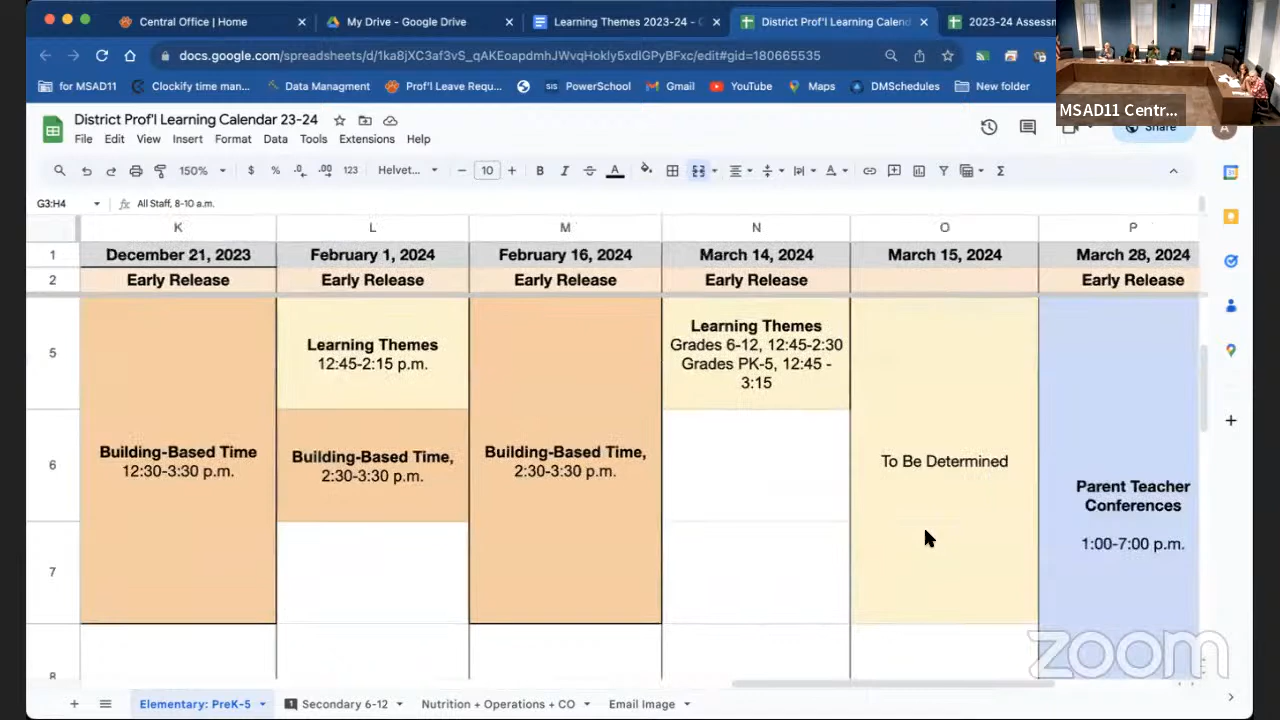 Central Office | Home
My Drive - Google Drive
Learning Themes 2023-24 -
District Prof'l Learning Calend
2023-24 Assessm
docs.google.com/spreadsheets/d/1ka8jXC3af3vS_qAKEoapdmhJWvqHokly5xdlGPyBFxc/edit#gid=180665535
for MSAD11
Clockify time man...
Data Managment
Prof'l Leave Requ...
SIS PowerSchool
Gmail
YouTube
Maps
DMSchedules
New folder
MSAD11 Centr...
District Prof'l Learning Calendar 23-24
File Edit View Insert Format Data Tools Extensions Help
Share
A
150% $ % .0 .00 123 Helvet... 10 B I A
G3:H4
fx All Staff, 8-10 a.m.
K L M N O P
1 December 21, 2023 February 1, 2024 February 16, 2024 March 14, 2024 March 15, 2024 March 28, 2024
2 Early Release Early Release Early Release Early Release Early Release
5
Learning Themes
12:45-2:15 p.m.
Learning Themes
Grades 6-12, 12:45-2:30
Grades PK-5, 12:45 -
3:15
6
Building-Based Time
12:30-3:30 p.m.
Building-Based Time,
2:30-3:30 p.m.
Building-Based Time,
2:30-3:30 p.m.
To Be Determined
Parent Teacher
Conferences
1:00-7:00 p.m.
7
8
zoom
Elementary: PreK-5
1 Secondary 6-12
Nutrition + Operations + CO
Email Image